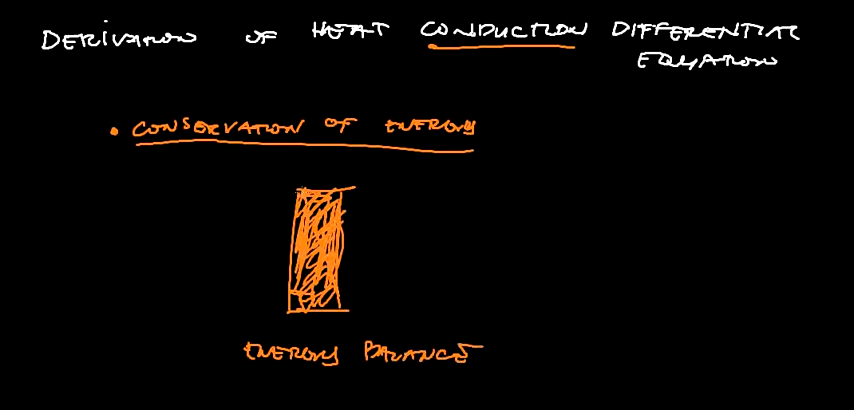 DERIVATION OF HEAT CONDUCTION DIFFERENTIAL
EQUATION
• CONSERVATION OF ENERGY
ENERGY BALANCE